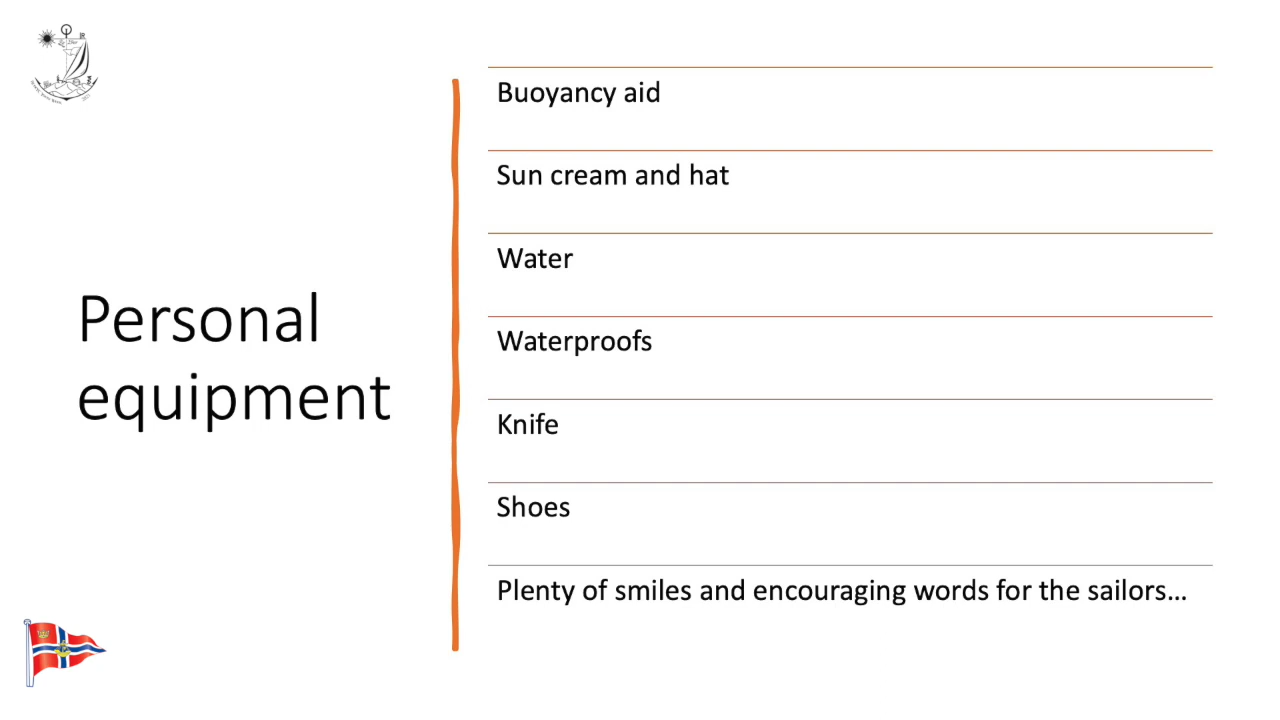 Personal
equipment
Buoyancy aid
Sun cream and hat
Water
Waterproofs
Knife
Shoes
Plenty of smiles and encouraging words for the sailors...